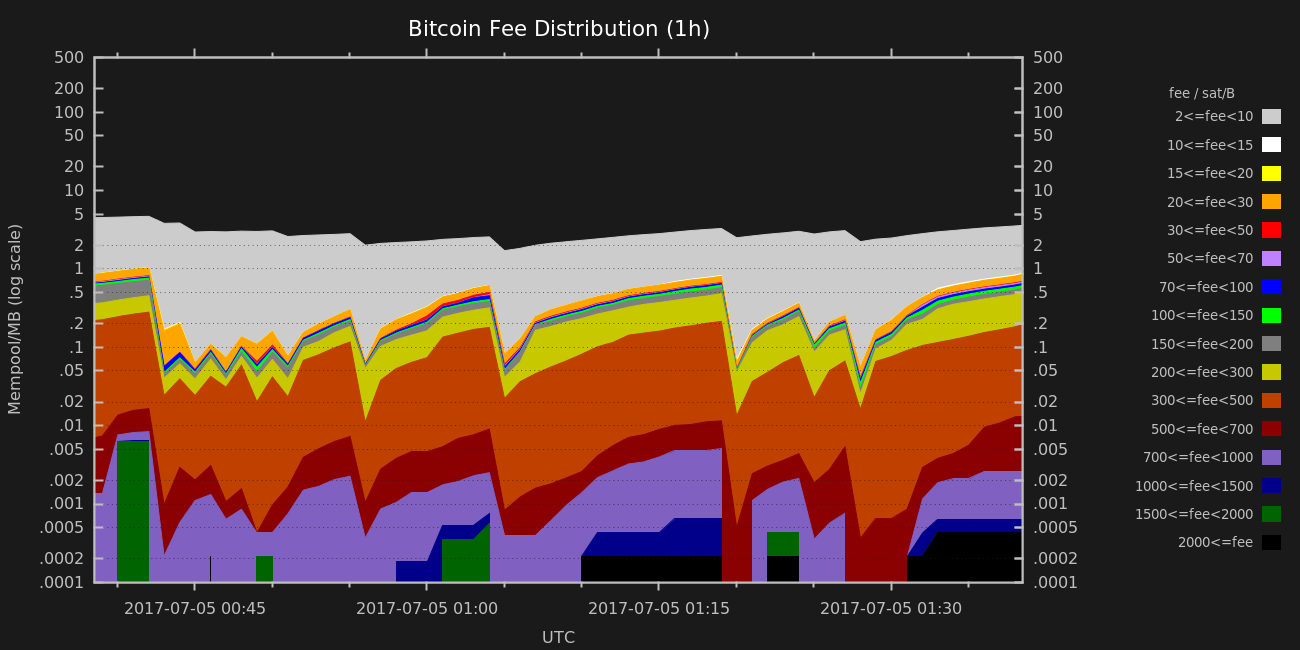 Bitcoin Fee Distribution (1h)
500
200
100
50
20
10
5
2
1
.5
.2
.1
.05
.02
.01
.005
.002
.001
.0005
.0002
.0001
Mempool/MB (log scale)
500
200
100
50
20
10
5
2
1
.5
.2
.1
.05
.02
.01
.005
.002
.001
.0005
.0002
.0001
2017-07-05 00:45
2017-07-05 01:00
2017-07-05 01:15
2017-07-05 01:30
UTC
fee / sat/B
2<=fee<10
10<=fee<15
15<=fee<20
20<=fee<30
30<=fee<50
50<=fee<70
70<=fee<100
100<=fee<150
150<=fee<200
200<=fee<300
300<=fee<500
500<=fee<700
700<=fee<1000
1000<=fee<1500
1500<=fee<2000
2000<=fee